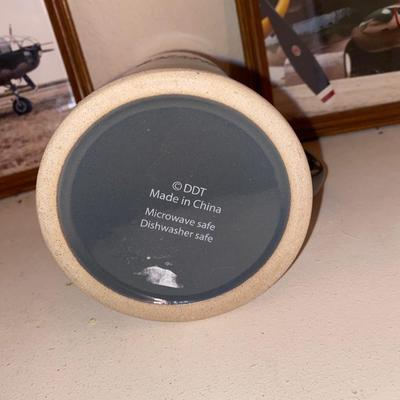 © DDT
Made in China
Microwave safe
Dishwasher safe